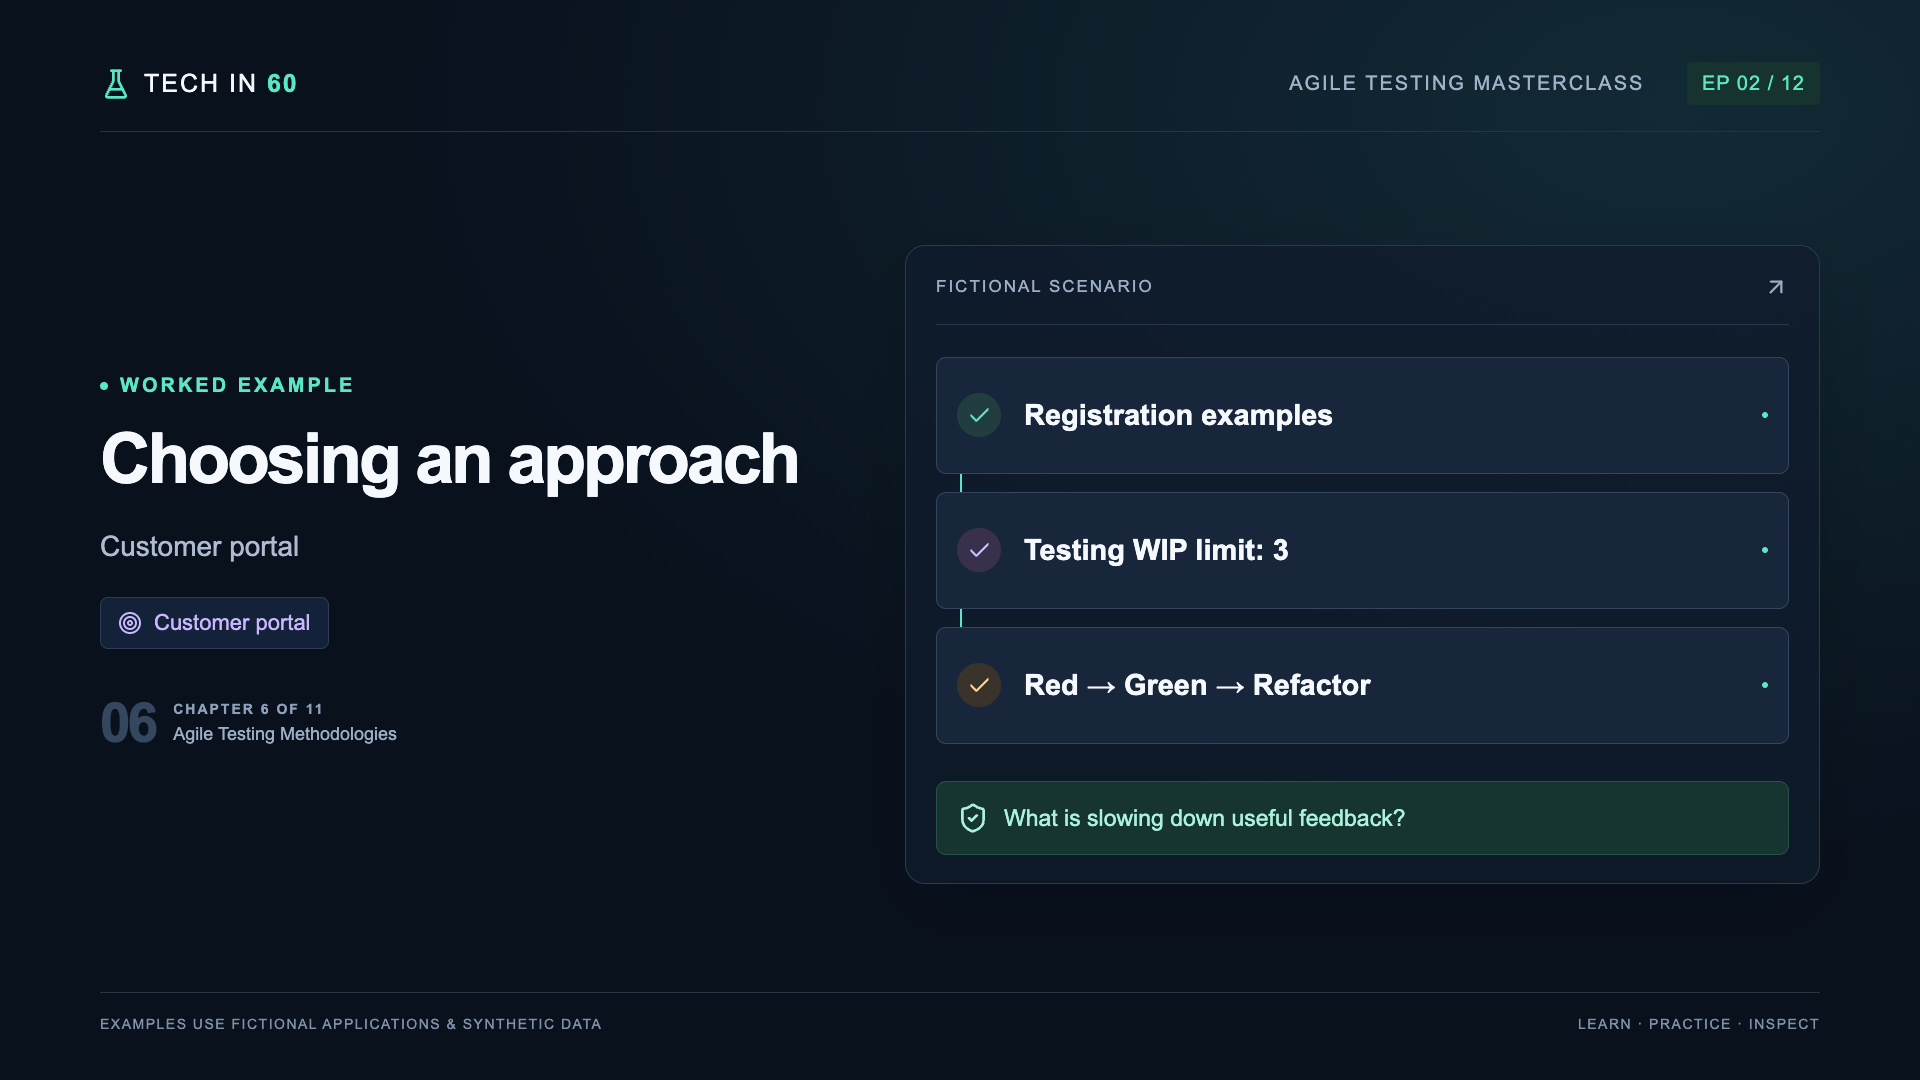 TECH IN 60
AGILE TESTING MASTERCLASS
EP 02 / 12
WORKED EXAMPLE
Choosing an approach
Customer portal
Customer portal
06
CHAPTER 6 OF 11
Agile Testing Methodologies
FICTIONAL SCENARIO
Registration examples
Testing WIP limit: 3
Red → Green → Refactor
What is slowing down useful feedback?
EXAMPLES USE FICTIONAL APPLICATIONS & SYNTHETIC DATA
LEARN · PRACTICE · INSPECT